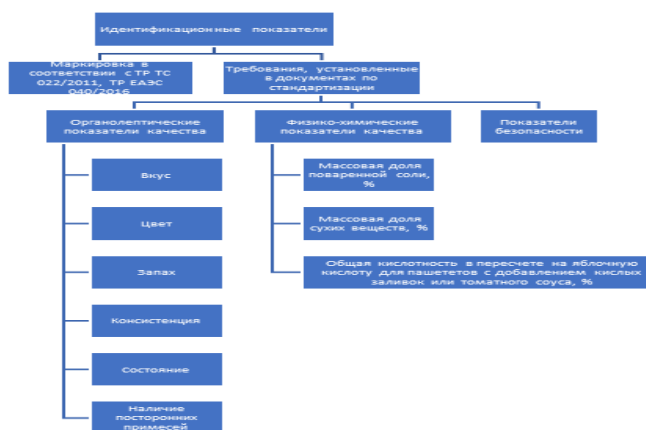 Идентификационные показатели
Маркировка в
соответствии с ТР ТС
022/2011, ТР ЕАЭС
040/2016
Требования, установленные
в документах по
стандартизации
Органолептические
показатели качества
Физико-химические
показатели качества
Показатели
безопасности
Вкус
Цвет
Запах
Консистенция
Состояние
Наличие
посторонних
примесей
Массовая доля
поваренной соли,
%
Массовая доля
сухих веществ, %
Общая кислотность в пересчете на яблочную
кислоту для пашететов с добавлением кислых
заливок или томатного соуса, %